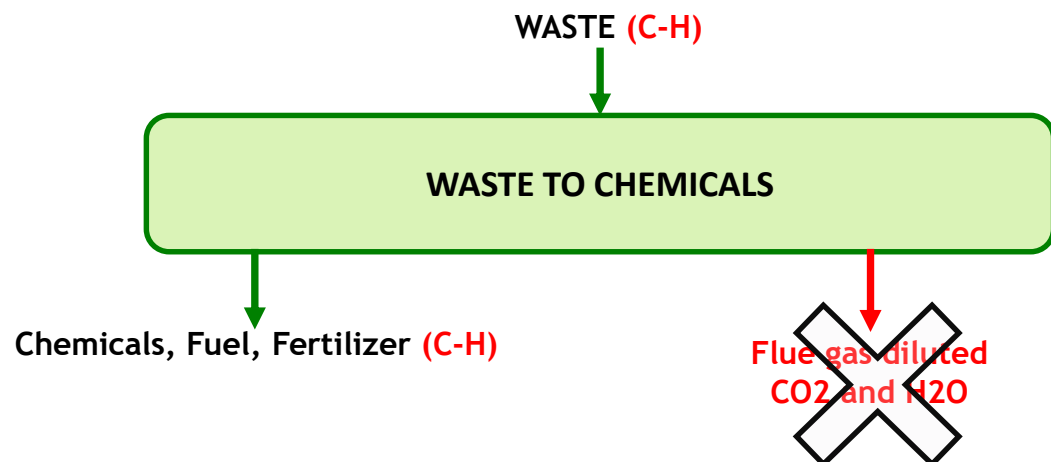 WASTE (C-H)
WASTE TO CHEMICALS
Chemicals, Fuel, Fertilizer (C-H)
Flue gas diluted
CO2 and H2O